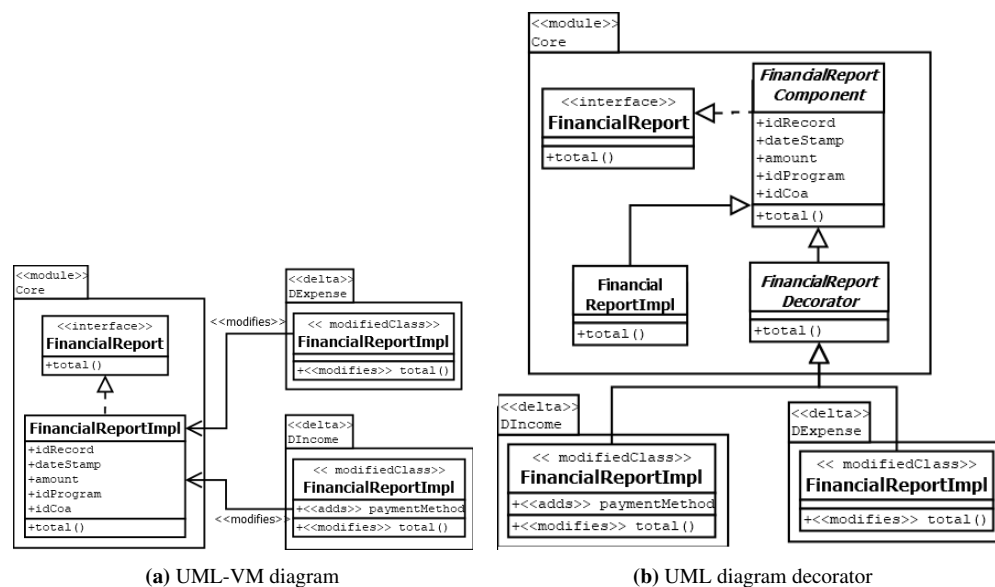 <<module>>
Core
<<interface>>
FinancialReport
+total()
FinancialReportImpl
+idRecord
+dateStamp
+amount
+idProgram
+idCoa
+total()
<<modifies>>
<<modifies>>
<<delta>>
DExpense
<< modifiedClass>>
FinancialReportImpl
+<<modifies>> total()
<<delta>>
DIncome
<< modifiedClass>>
FinancialReportImpl
+<<adds>> paymentMethod
+<<modifies>> total()
(a) UML-VM diagram
<<module>>
Core
<<interface>>
FinancialReport
+total()
FinancialReport
Component
+idRecord
+dateStamp
+amount
+idProgram
+idCoa
+total()
Financial
ReportImpl
+total()
FinancialReport
Decorator
+total()
<<delta>>
DIncome
<< modifiedClass>>
FinancialReportImpl
+<<adds>> paymentMethod
+<<modifies>> total()
<<delta>>
DExpense
<< modifiedClass>>
FinancialReportImpl
+<<modifies>> total()
(b) UML diagram decorator